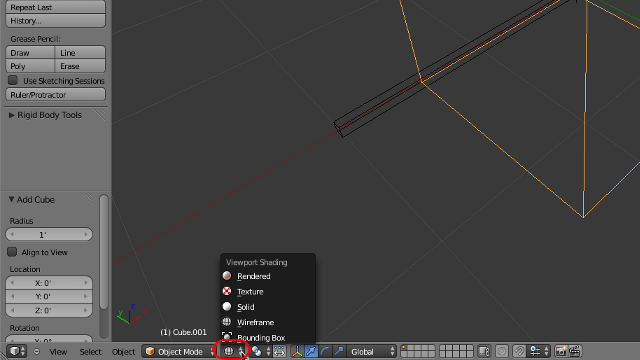 Repeat Last
History...
Grease Pencil:
Draw Line
Poly Erase
Use Sketching Sessions
Ruler/Protractor
Rigid Body Tools
Add Cube
Radius
1'
Align to View
Location
X: 0'
Y: 0'
Z: 0'
Rotation
Viewport Shading
Rendered
Texture
Solid
Wireframe
Bounding Box
(1) Cube.001
View Select Object Object Mode Global